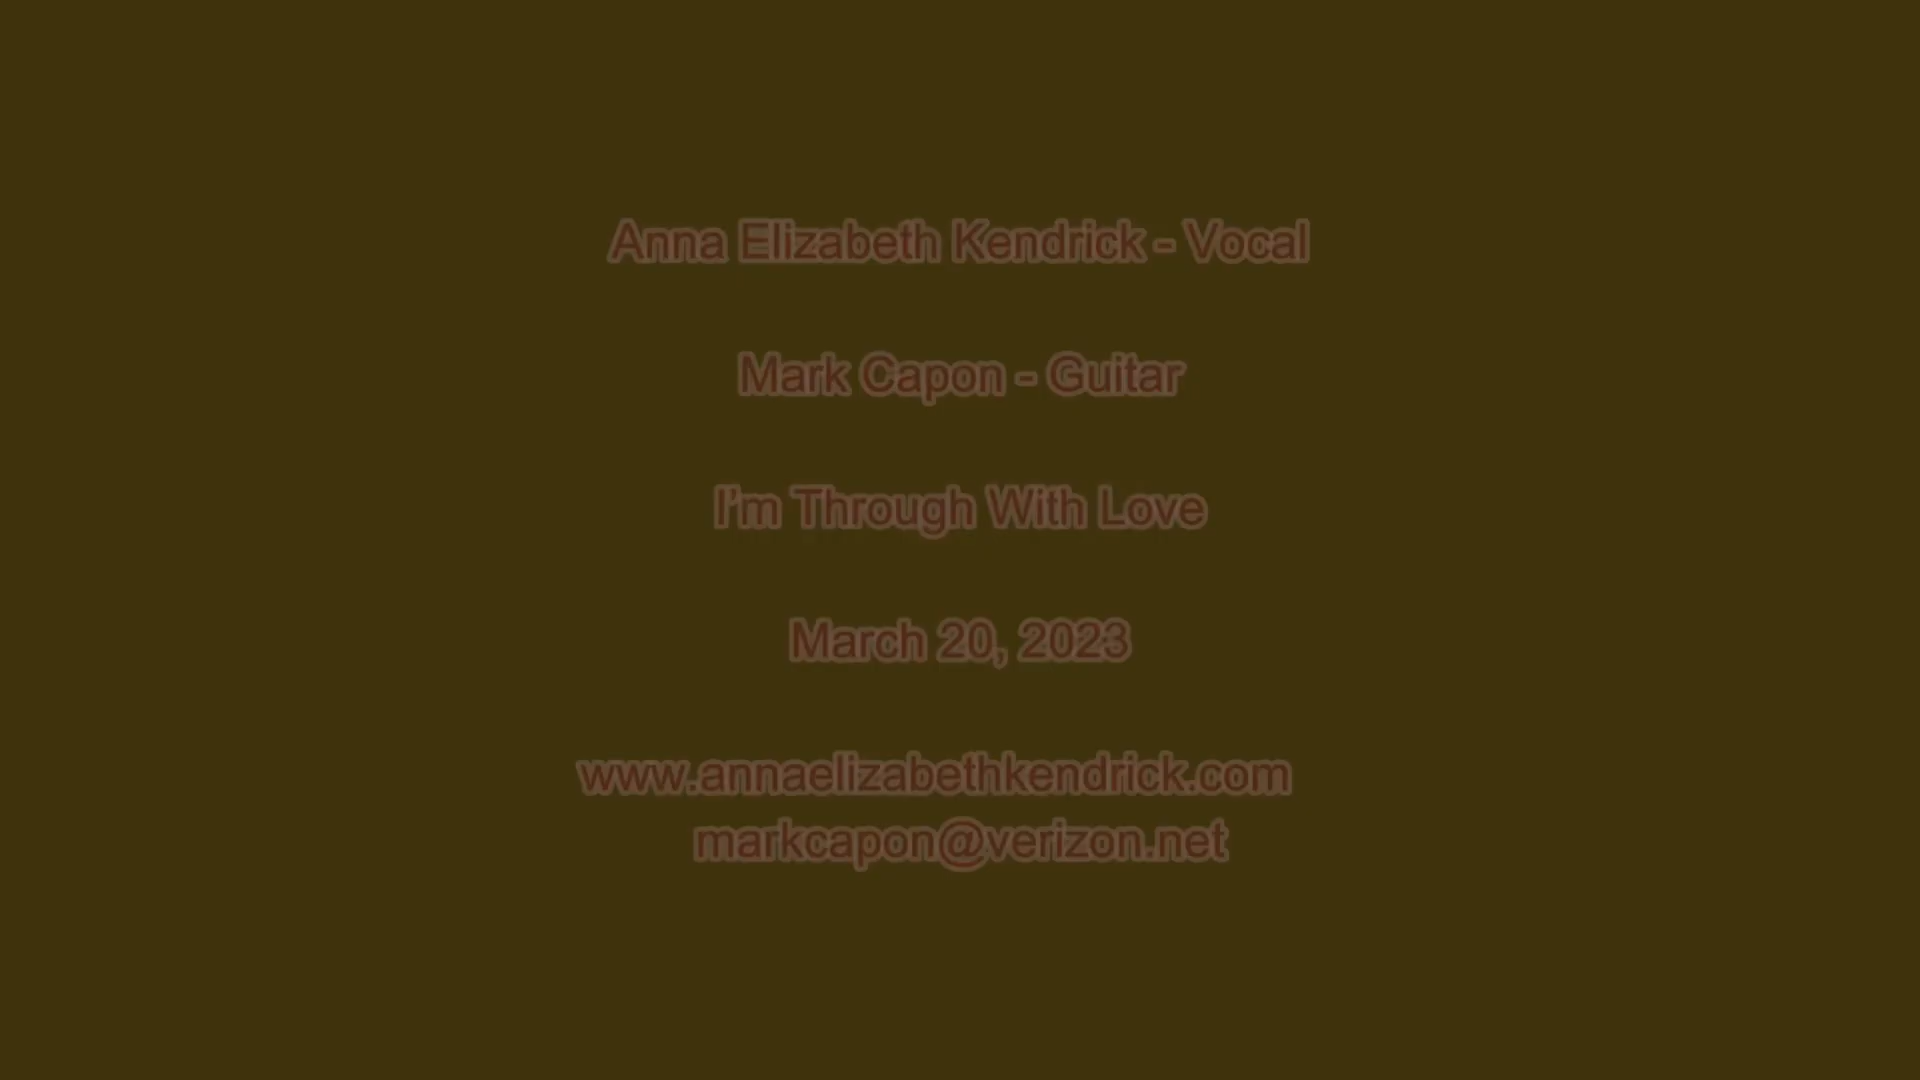 Anna Elizabeth Kendrick - Vocal
Mark Capon - Guitar
I'm Through With Love
March 20, 2023
www.annaelizabethkendrick.com
markcapon@verizon.net